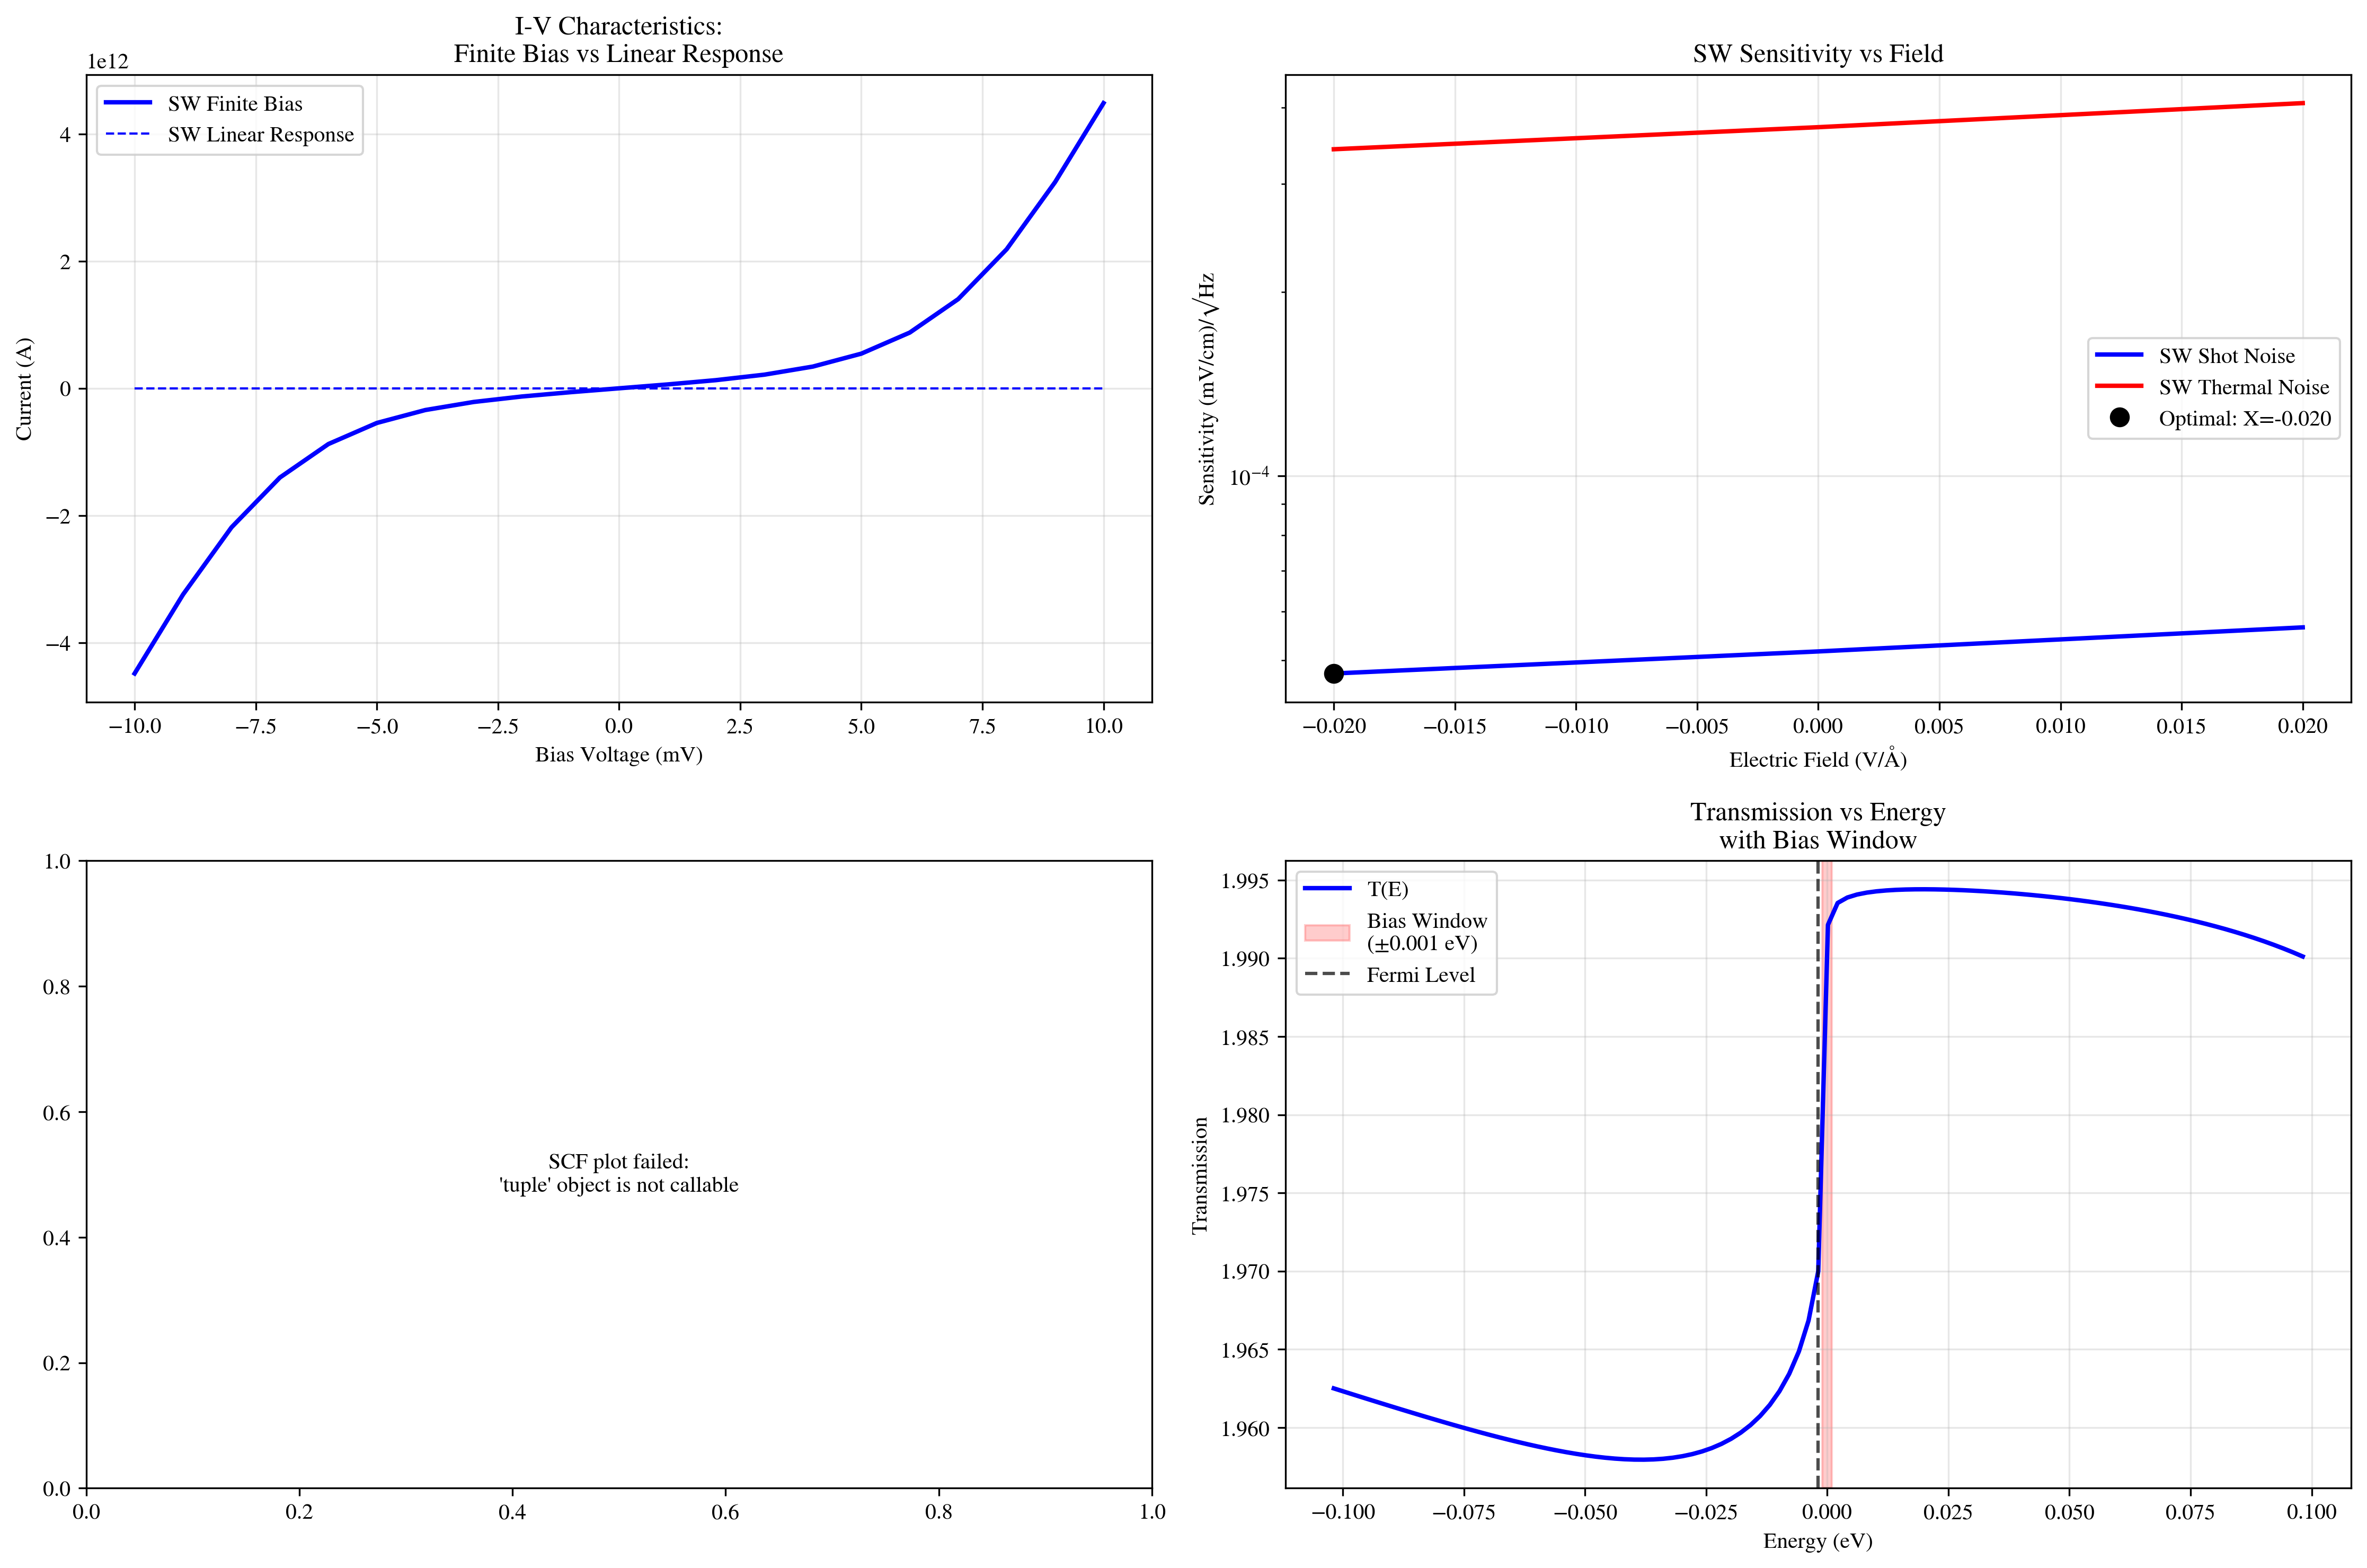 I-V Characteristics:
Finite Bias vs Linear Response
1e12
SW Finite Bias
SW Linear Response
4
2
0
−2
−4
Current (A)
−10.0 −7.5 −5.0 −2.5 0.0 2.5 5.0 7.5 10.0
Bias Voltage (mV)
SW Sensitivity vs Field
Sensitivity (mV/cm)/√Hz
10⁻⁴
SW Shot Noise
SW Thermal Noise
Optimal: X=-0.020
−0.020 −0.015 −0.010 −0.005 0.000 0.005 0.010 0.015 0.020
Electric Field (V/Å)
1.0
0.8
0.6
0.4
0.2
0.0
SCF plot failed:
'tuple' object is not callable
0.0 0.2 0.4 0.6 0.8 1.0
Transmission vs Energy
with Bias Window
T(E)
Bias Window
(±0.001 eV)
Fermi Level
1.995
1.990
1.985
1.980
1.975
1.970
1.965
1.960
Transmission
−0.100 −0.075 −0.050 −0.025 0.000 0.025 0.050 0.075 0.100
Energy (eV)